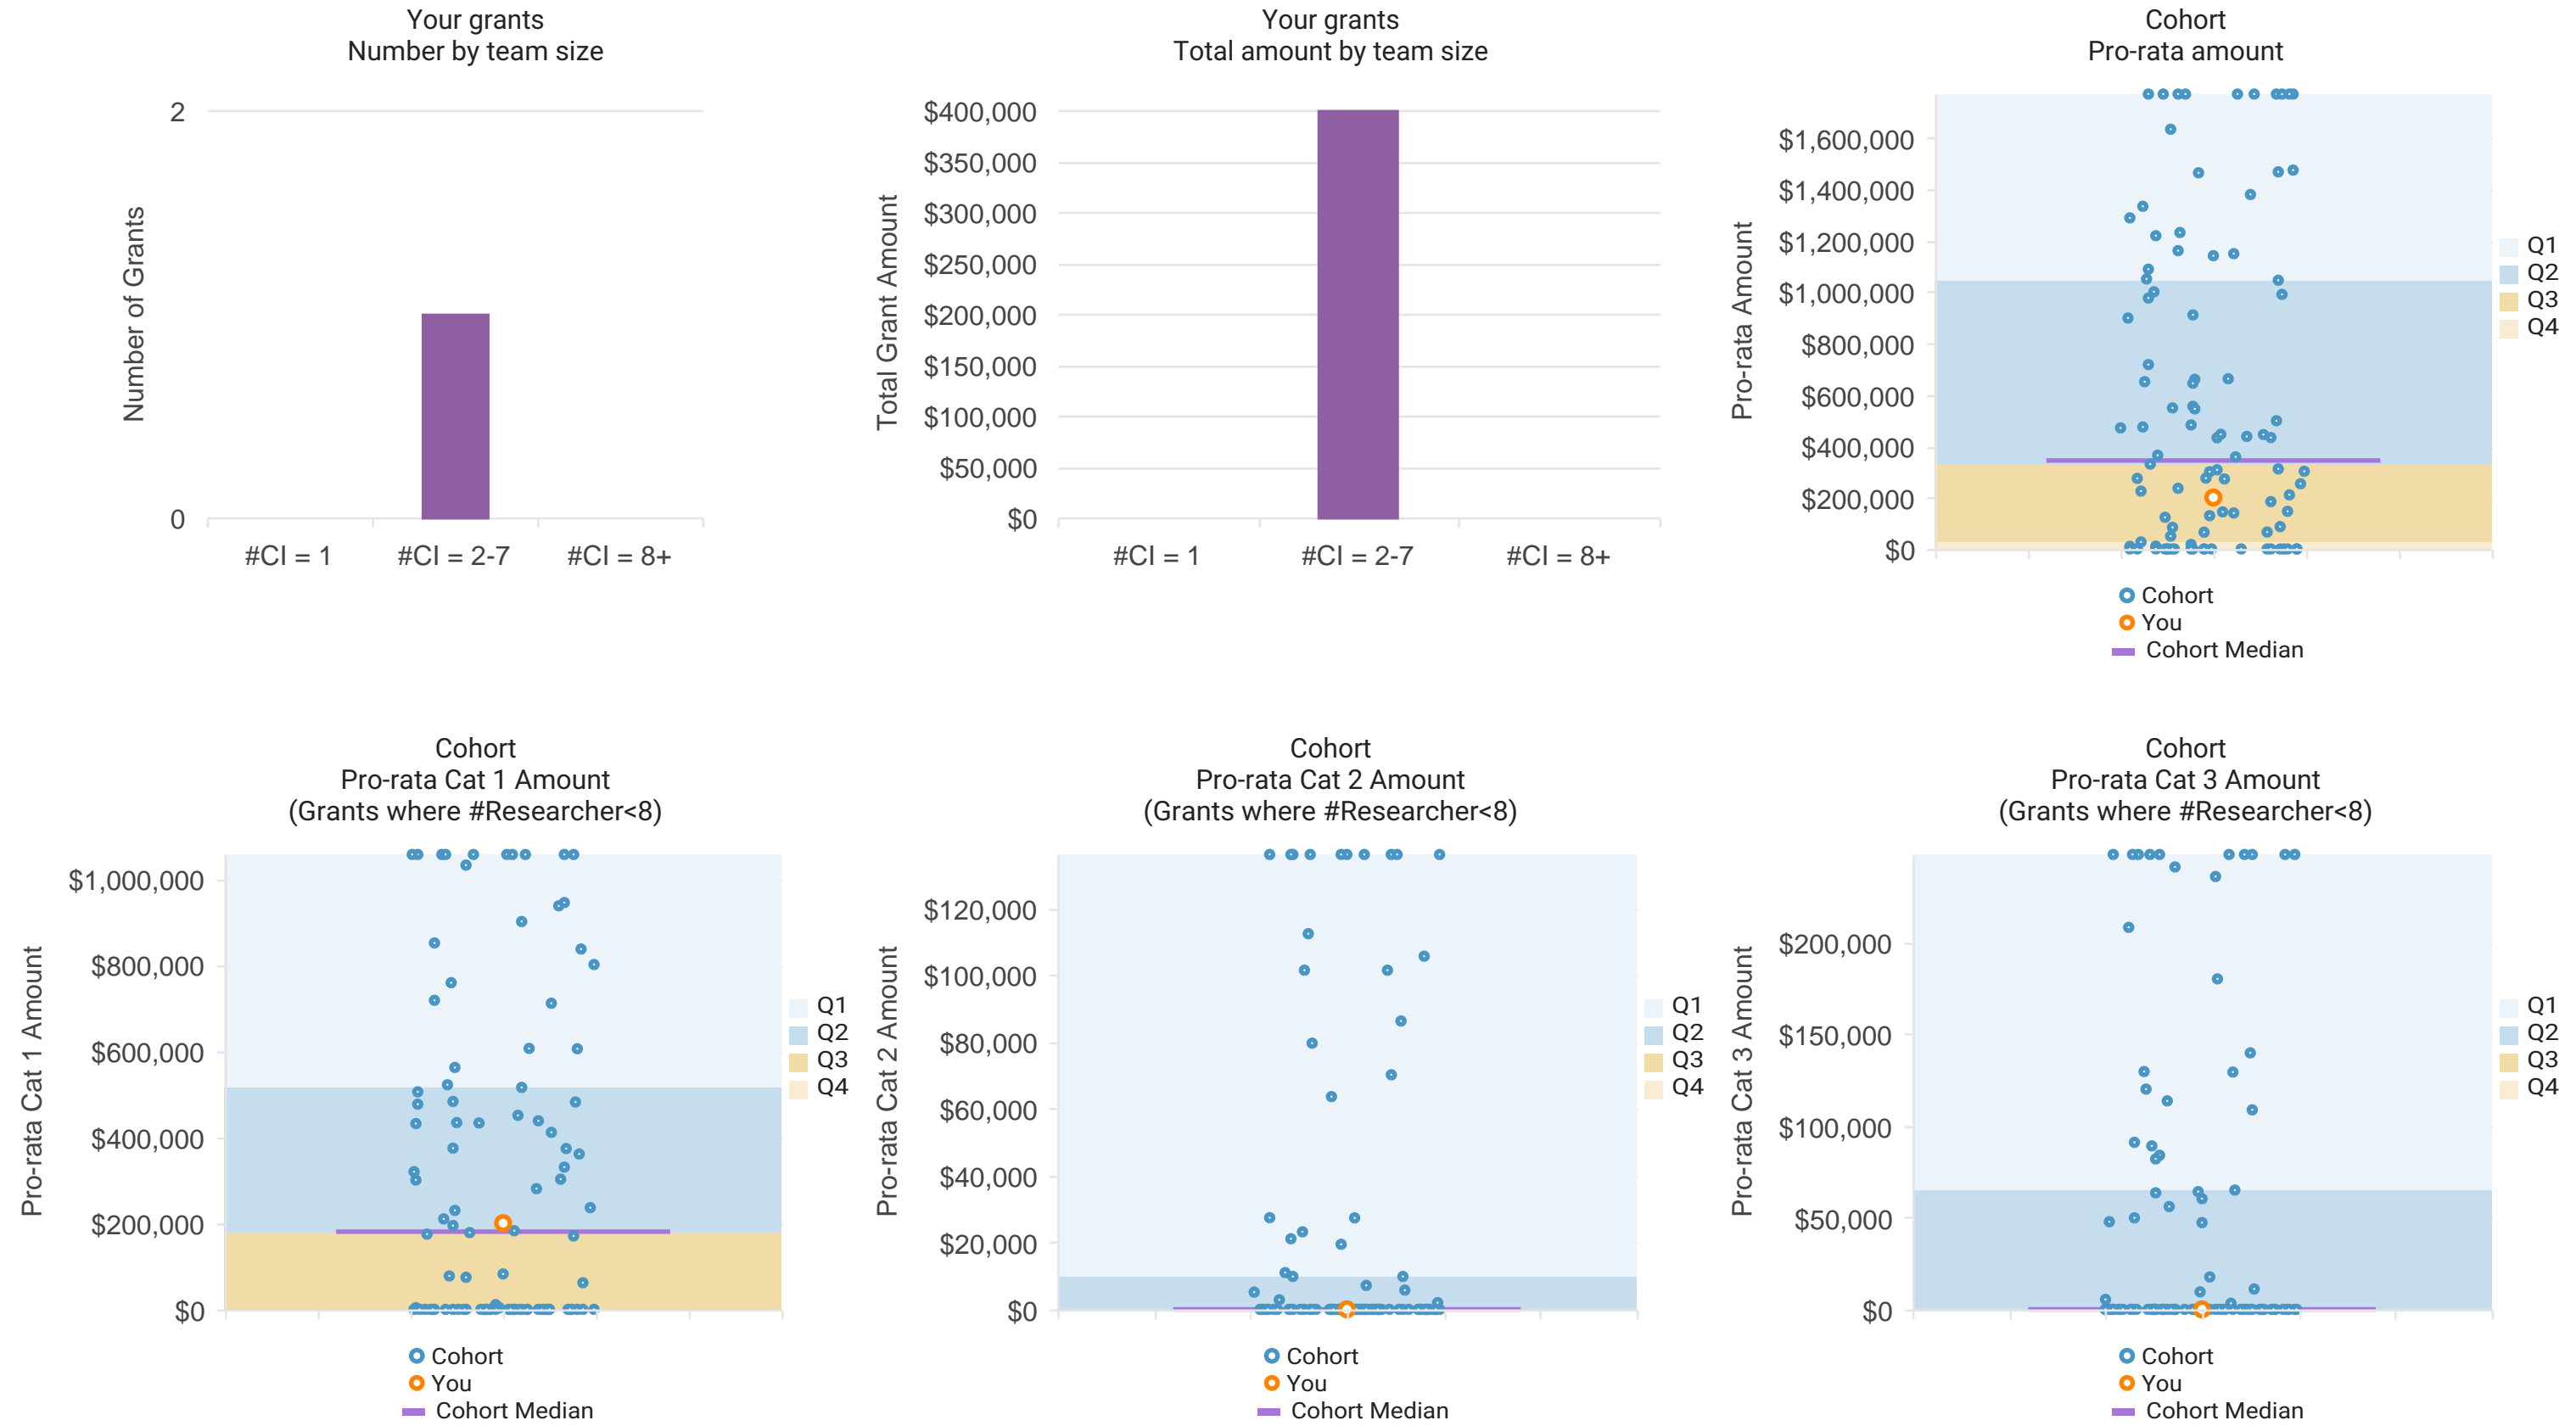 Your grants
Number by team size
2
0
Number of Grants
#CI = 1
#CI = 2-7
#CI = 8+
Your grants
Total amount by team size
$400,000
$350,000
$300,000
$250,000
$200,000
$150,000
$100,000
$50,000
$0
Total Grant Amount
#CI = 1
#CI = 2-7
#CI = 8+
Cohort
Pro-rata amount
$1,600,000
$1,400,000
$1,200,000
$1,000,000
$800,000
$600,000
$400,000
$200,000
$0
Pro-rata Amount
Q1
Q2
Q3
Q4
Cohort
You
Cohort Median
Cohort
Pro-rata Cat 1 Amount
(Grants where #Researcher<8)
$1,000,000
$800,000
$600,000
$400,000
$200,000
$0
Pro-rata Cat 1 Amount
Q1
Q2
Q3
Q4
Cohort
You
Cohort Median
Cohort
Pro-rata Cat 2 Amount
(Grants where #Researcher<8)
$120,000
$100,000
$80,000
$60,000
$40,000
$20,000
$0
Pro-rata Cat 2 Amount
Q1
Q2
Q3
Q4
Cohort
You
Cohort Median
Cohort
Pro-rata Cat 3 Amount
(Grants where #Researcher<8)
$200,000
$150,000
$100,000
$50,000
$0
Pro-rata Cat 3 Amount
Q1
Q2
Q3
Q4
Cohort
You
Cohort Median